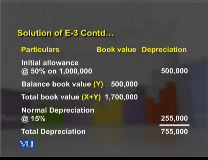 Solution of E-3 Contd...
Particulars Book value Depreciation
Initial allowance
@ 50% on 1,000,000 500,000
Balance book value (Y) 500,000
Total book value (X+Y) 1,700,000
Normal Depreciation
@ 15% 255,000
Total Depreciation 755,000
VU